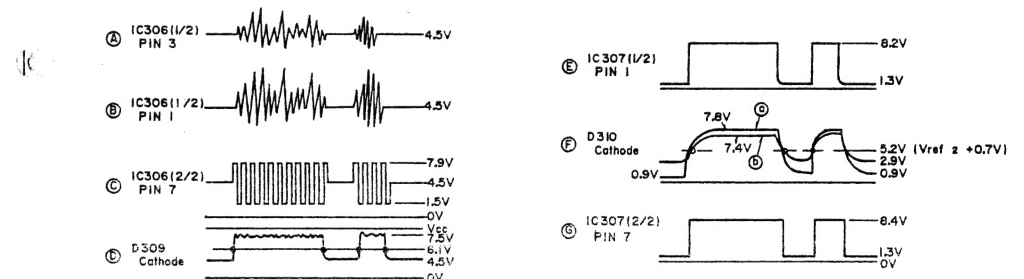 Ⓐ IC306(1/2) PIN 3
4.5V
Ⓑ IC306(1/2) PIN 1
4.5V
Ⓒ IC306(2/2) PIN 7
7.9V
4.5V
1.5V
0V
Vcc
Ⓓ D309 Cathode
7.5V
6.1V
4.5V
0V
Ⓔ IC307(1/2) PIN 1
8.2V
1.3V
Ⓕ D310 Cathode
7.8V
ⓐ
7.4V
ⓑ
0.9V
5.2V (Vref 2 +0.7V)
2.9V
0.9V
Ⓖ IC307(2/2) PIN 7
8.4V
1.3V
0V